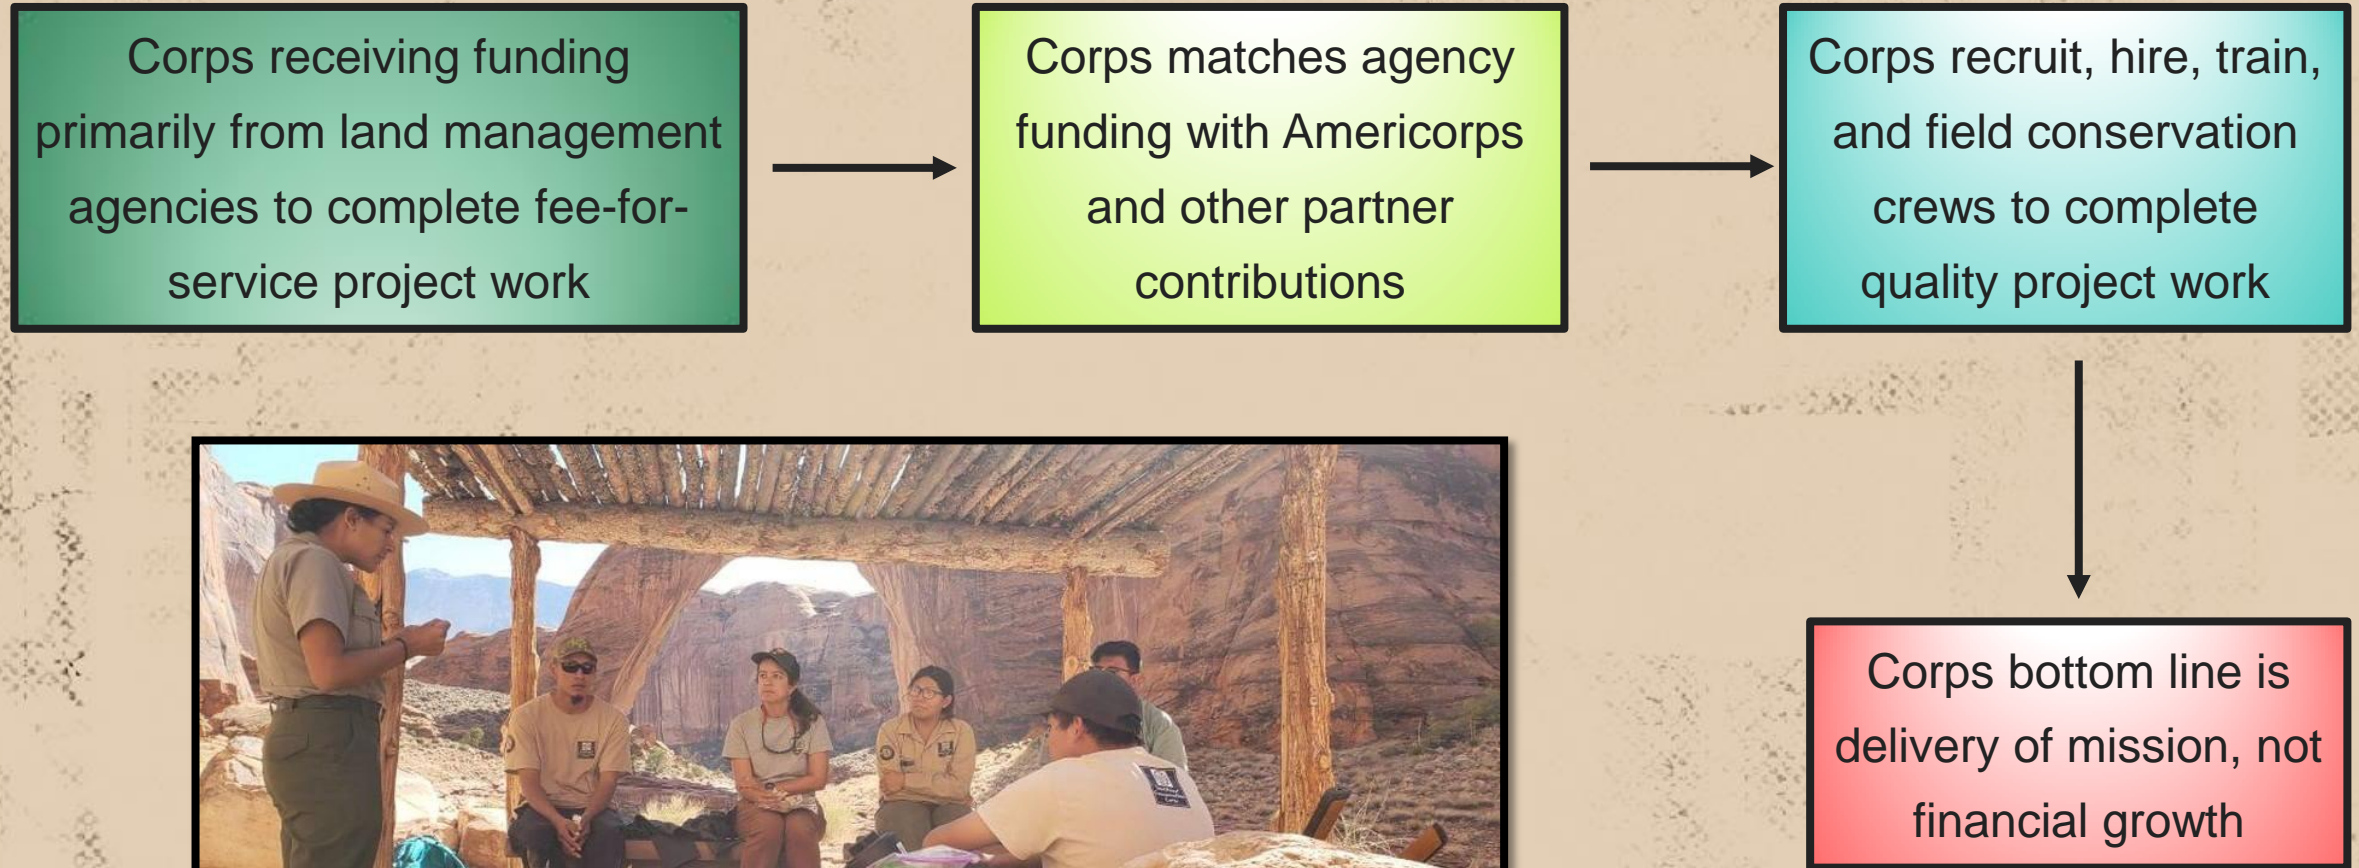 Corps receiving funding
primarily from land management
agencies to complete fee-for-
service project work
Corps matches agency
funding with Americorps
and other partner
contributions
Corps recruit, hire, train,
and field conservation
crews to complete
quality project work
Corps bottom line is
delivery of mission, not
financial growth